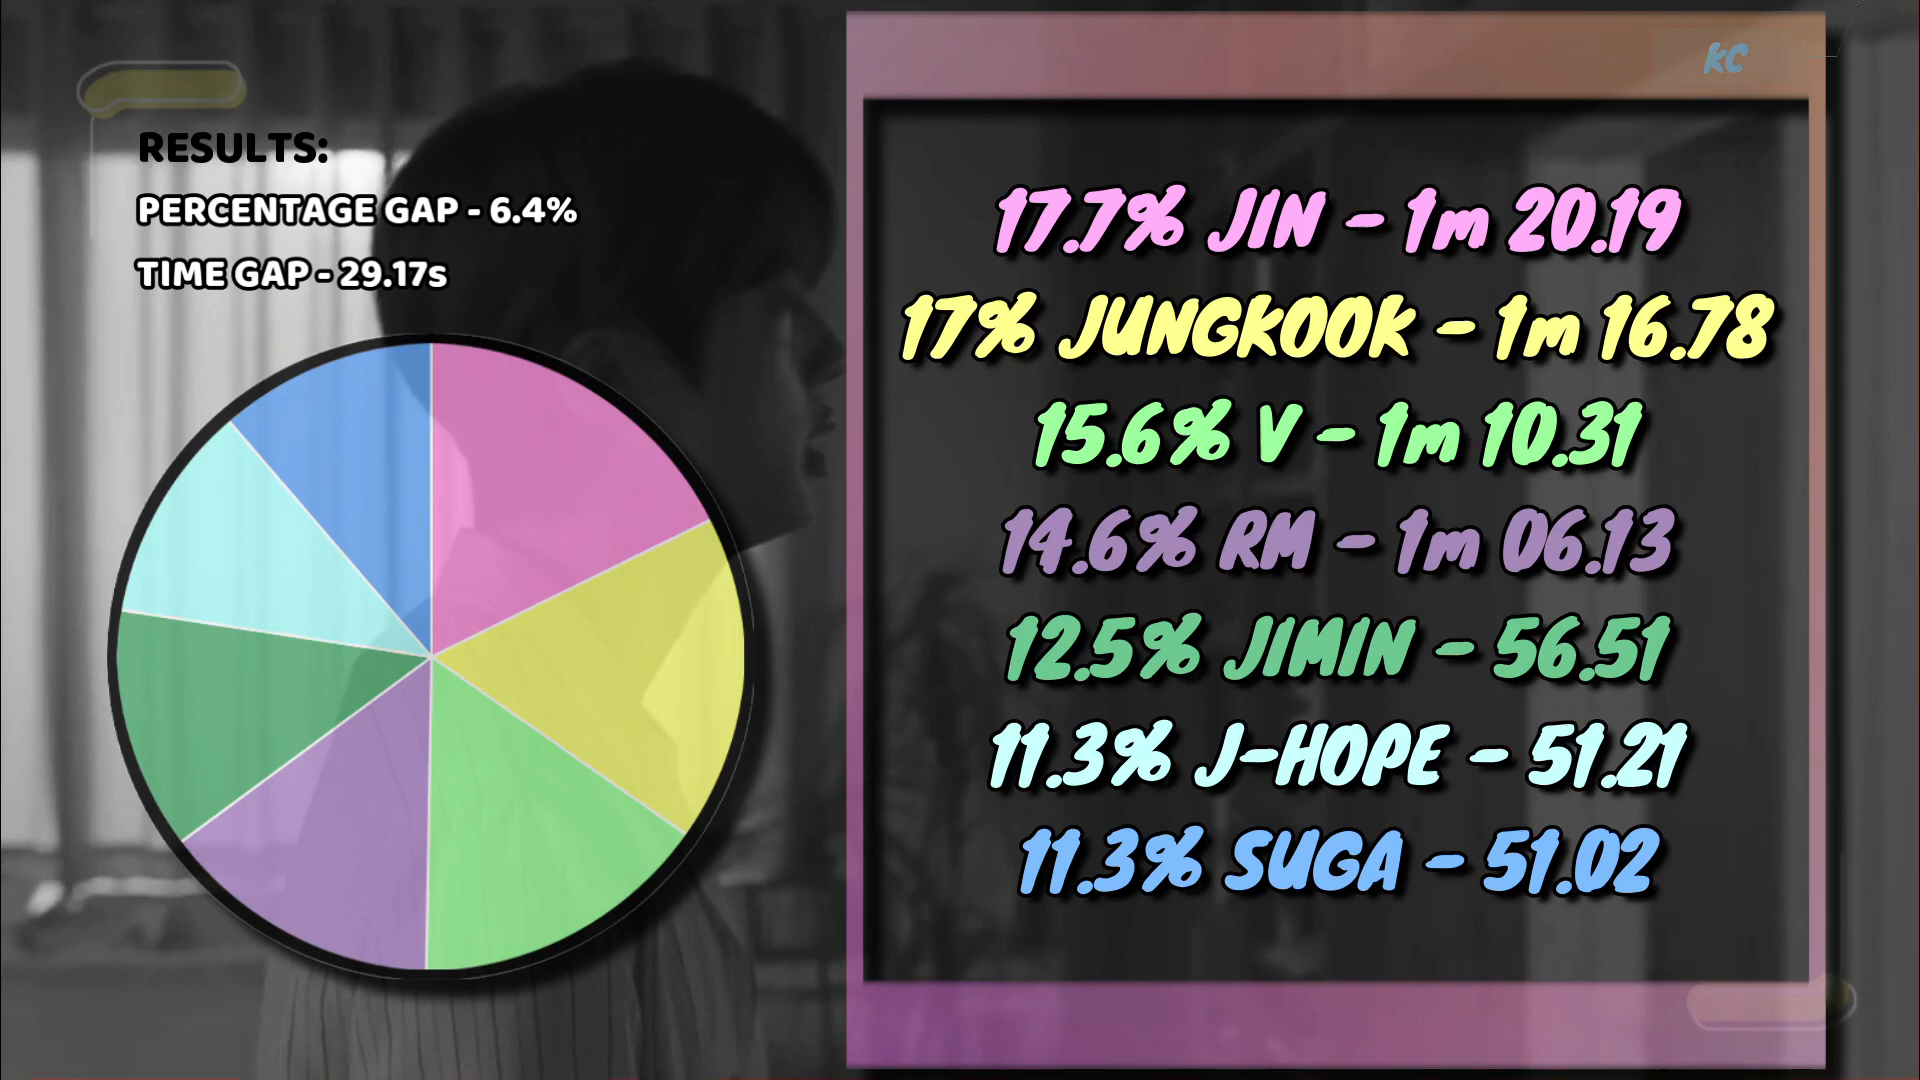 KC
RESULTS:
PERCENTAGE GAP - 6.4%
TIME GAP - 29.17s
17.7% JIN - 1m 20.19
17% JUNGKOOK - 1m 16.78
15.6% V - 1m 10.31
14.6% RM - 1m 06.13
12.5% JIMIN - 56.51
11.3% J-HOPE - 51.21
11.3% SUGA - 51.02